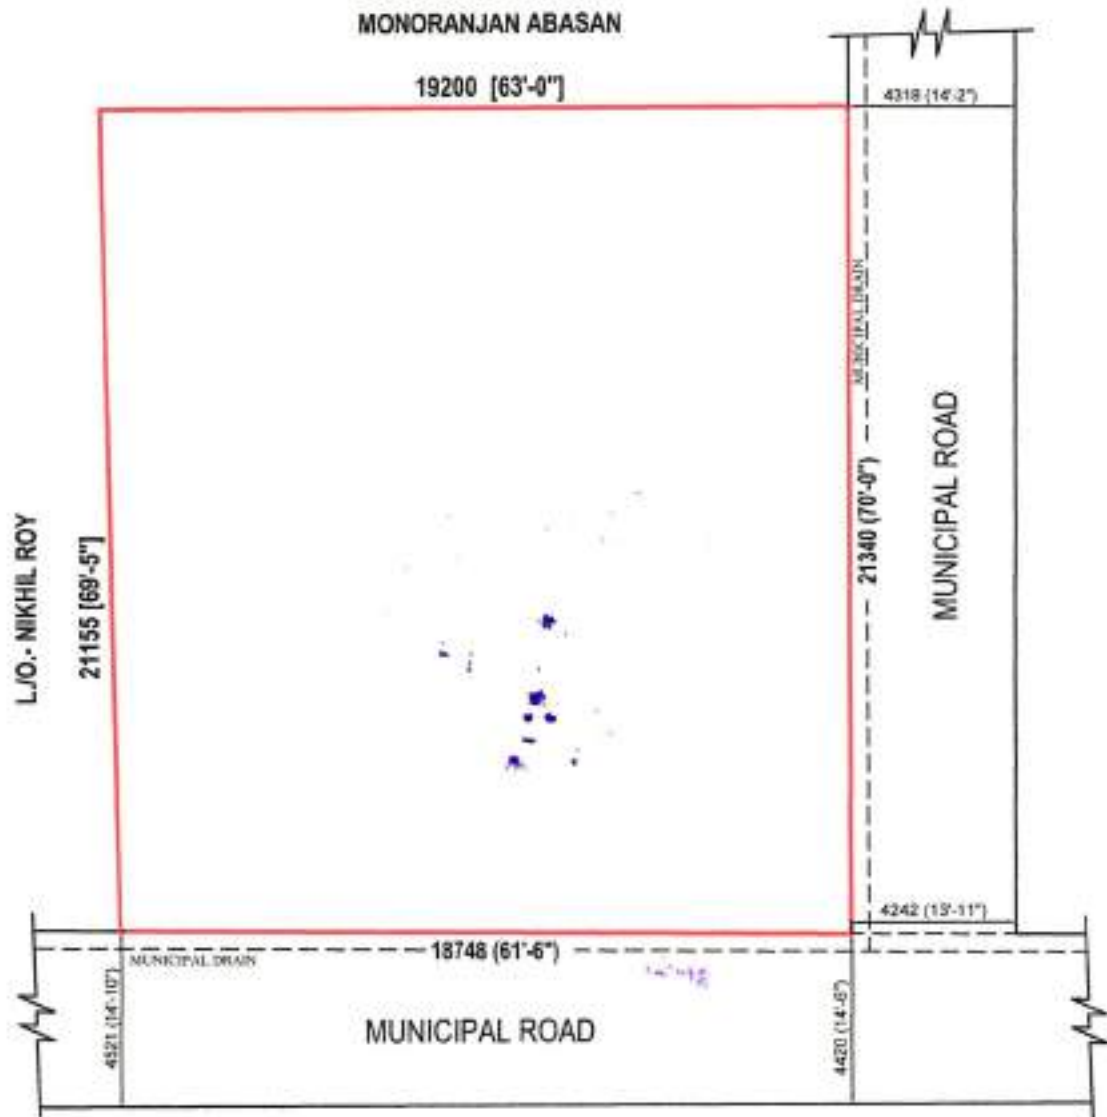 MONORANJAN ABASAN
19200 [63'-0"]
4318 (14'-2")
MUNICIPAL DRAIN
MUNICIPAL ROAD
21340 (70'-0")
L/O.- NIKHIL ROY
21155 [69'-5"]
4242 (13'-11")
18748 (61'-6")
MUNICIPAL DRAIN
4521 (14'-10")
MUNICIPAL ROAD
4420 (14'-6")